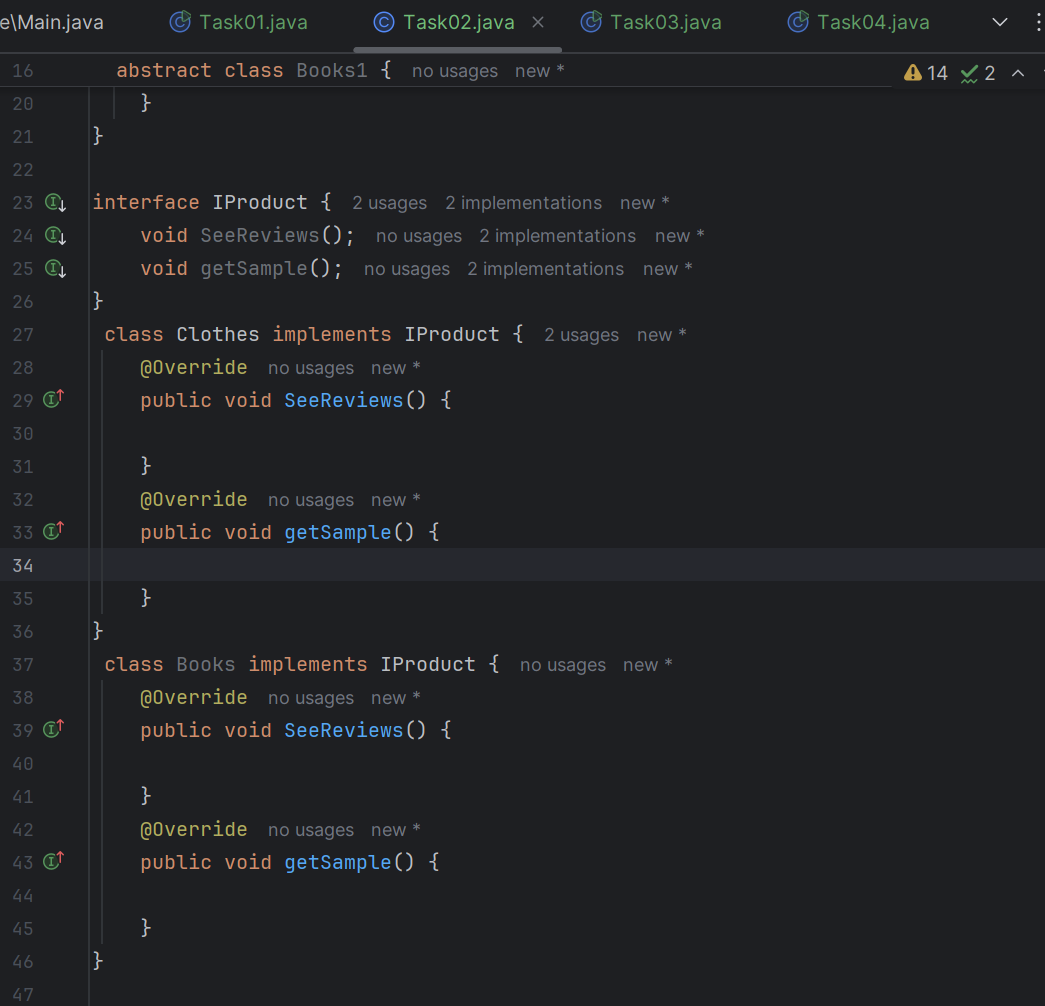 e\Main.java Task01.java Task02.java Task03.java Task04.java
16 abstract class Books1 { no usages new * 14 2
20 }
21 }
22
23 interface IProduct { 2 usages 2 implementations new *
24 void SeeReviews(); no usages 2 implementations new *
25 void getSample(); no usages 2 implementations new *
26 }
27 class Clothes implements IProduct { 2 usages new *
28 @Override no usages new *
29 public void SeeReviews() {
30
31 }
32 @Override no usages new *
33 public void getSample() {
34
35 }
36 }
37 class Books implements IProduct { no usages new *
38 @Override no usages new *
39 public void SeeReviews() {
40
41 }
42 @Override no usages new *
43 public void getSample() {
44
45 }
46 }
47